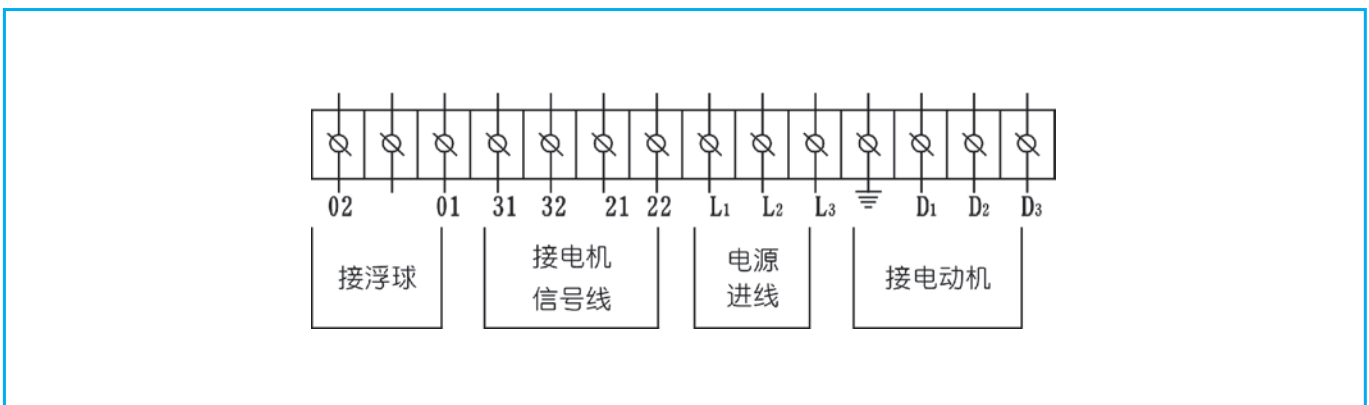 02 01 31 32 21 22 L1 L2 L3 D1 D2 D3
接浮球
接电机
信号线
电源
进线
接电动机